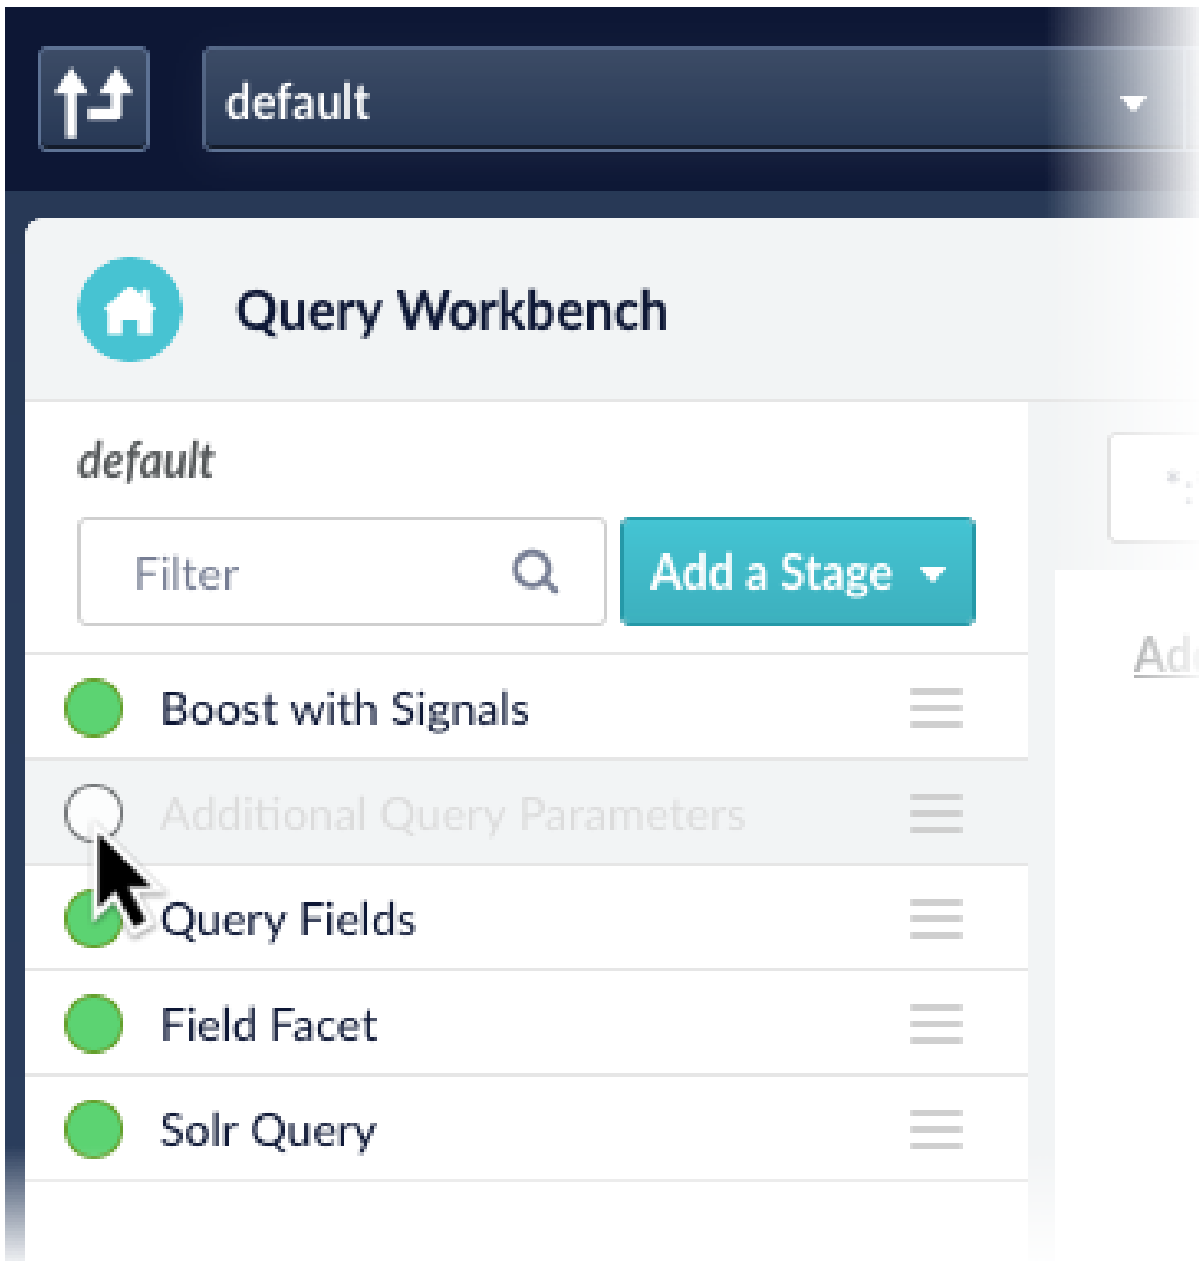 default
Query Workbench
default
Filter
Add a Stage
Boost with Signals
Additional Query Parameters
Query Fields
Field Facet
Solr Query